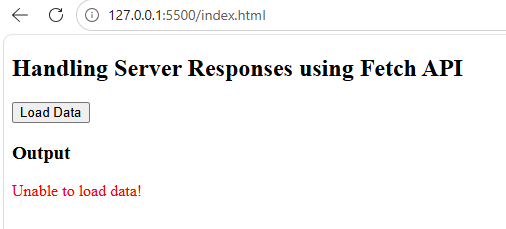 127.0.0.1:5500/index.html
Handling Server Responses using Fetch API
Load Data
Output
Unable to load data!